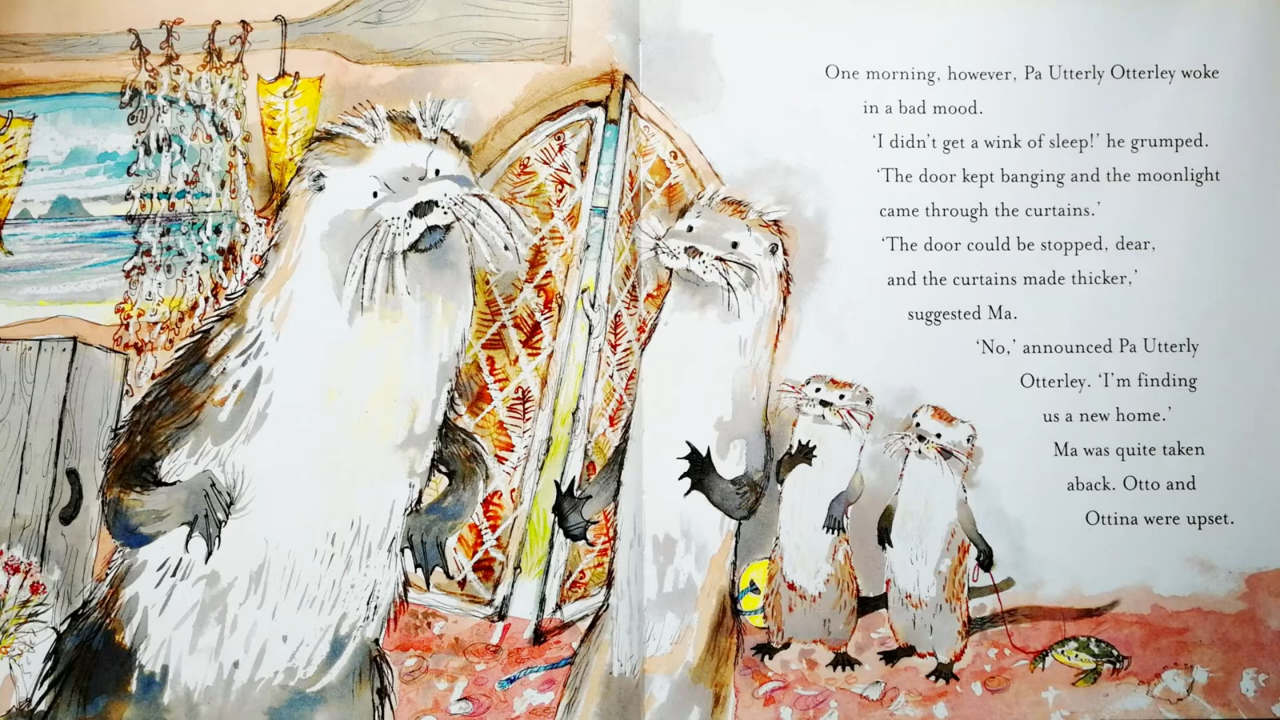 One morning, however, Pa Utterly Otterley woke
in a bad mood.
‘I didn’t get a wink of sleep!’ he grumped.
‘The door kept banging and the moonlight
came through the curtains.’
‘The door could be stopped, dear,
and the curtains made thicker,’
suggested Ma.
‘No,’ announced Pa Utterly
Otterley. ‘I’m finding
us a new home.’
Ma was quite taken
aback. Otto and
Ottina were upset.